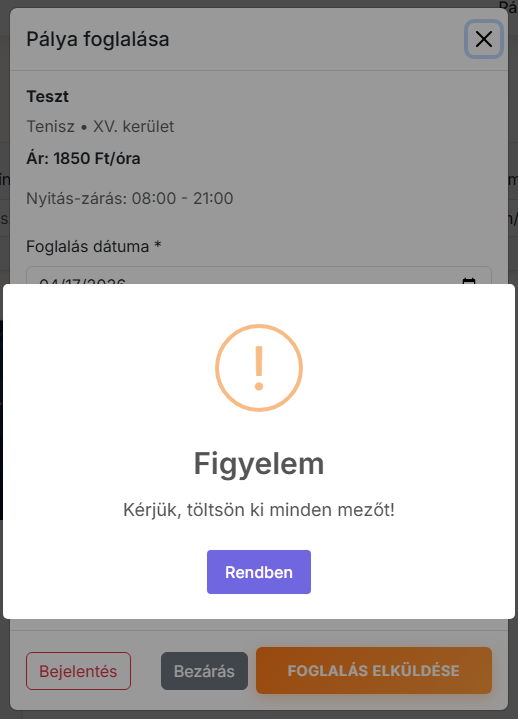 Pálya foglalása
Teszt
Tenisz • XV. kerület
Ár: 1850 Ft/óra
Nyitás-zárás: 08:00 - 21:00
Foglalás dátuma *
04/17/2026
!
Figyelem
Kérjük, töltsön ki minden mezőt!
Rendben
Bejelentés
Bezárás
FOGLALÁS ELKÜLDÉSE